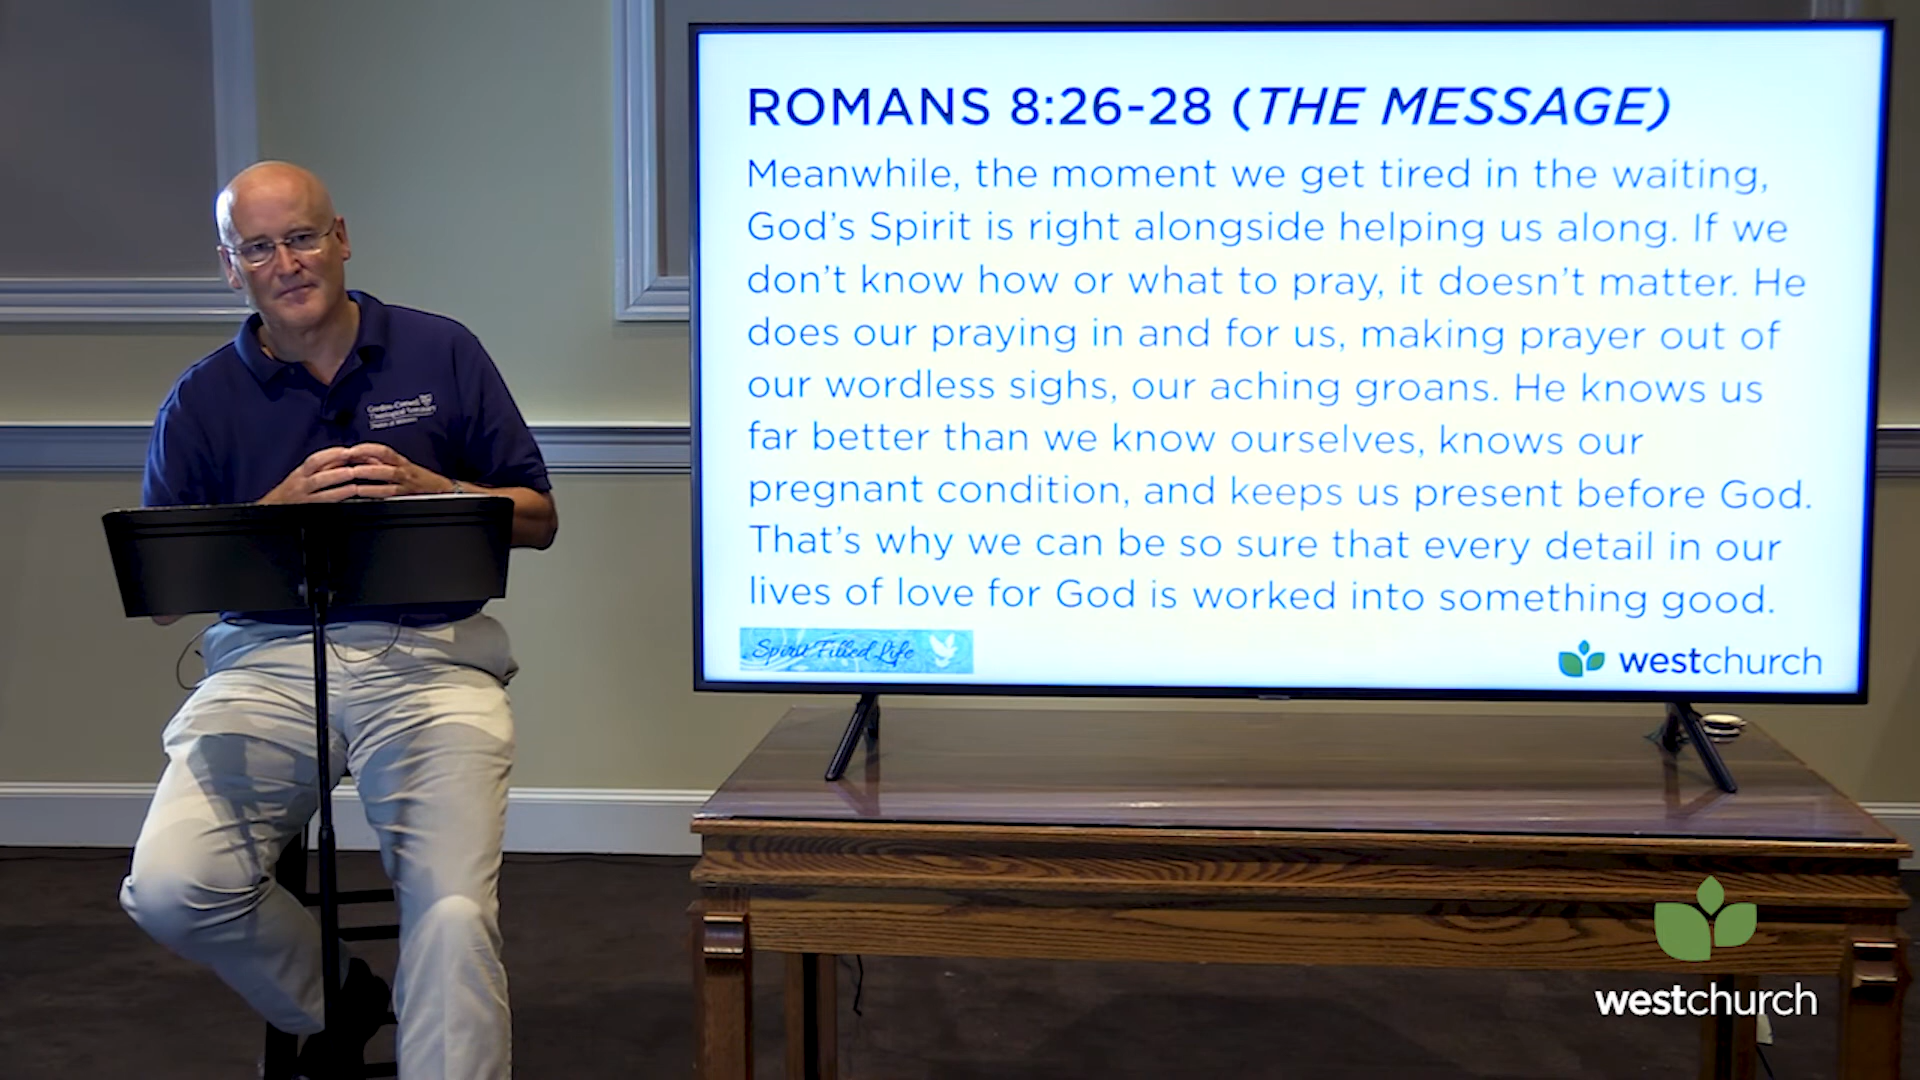 ROMANS 8:26-28 (THE MESSAGE)
Meanwhile, the moment we get tired in the waiting,
God's Spirit is right alongside helping us along. If we
don't know how or what to pray, it doesn't matter. He
does our praying in and for us, making prayer out of
our wordless sighs, our aching groans. He knows us
far better than we know ourselves, knows our
pregnant condition, and keeps us present before God.
That's why we can be so sure that every detail in our
lives of love for God is worked into something good.
Spirit Filled Life
westchurch
Gordon-Conwell
Theological Seminary
westchurch